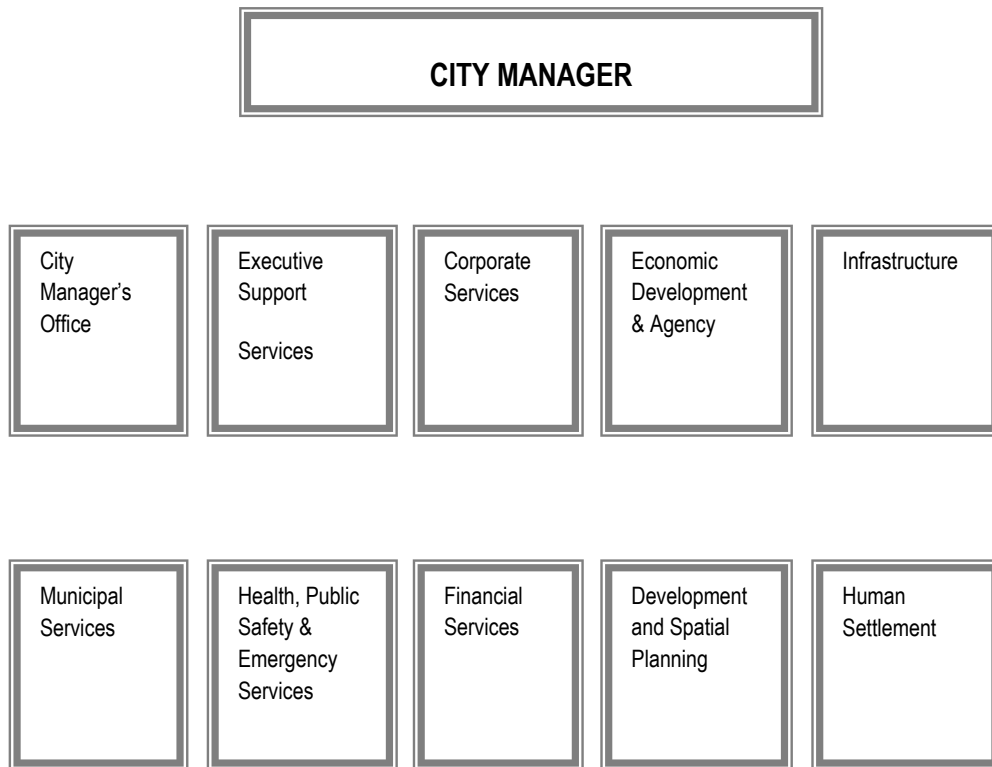 CITY MANAGER
City
Manager's
Office
Executive
Support
Services
Corporate
Services
Economic
Development
& Agency
Infrastructure
Municipal
Services
Health, Public
Safety &
Emergency
Services
Financial
Services
Development
and Spatial
Planning
Human
Settlement